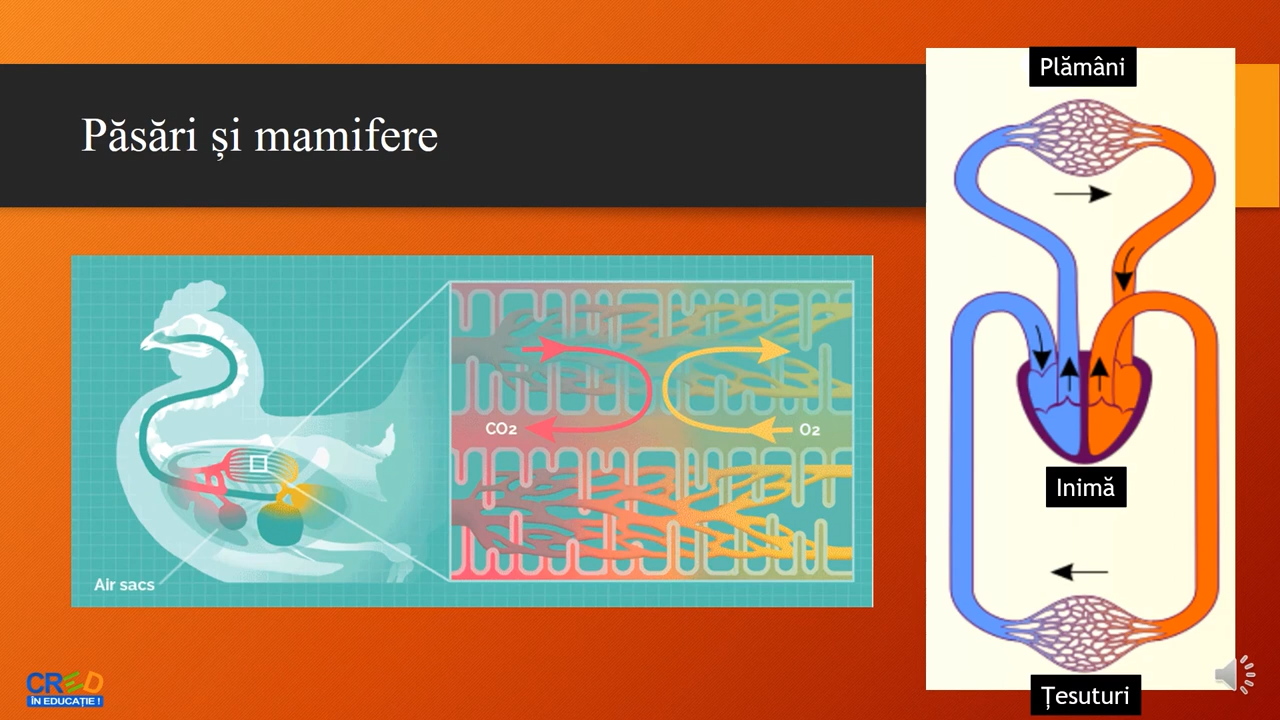 Păsări și mamifere
Plămâni
CO2
O2
Inimă
Air sacs
Țesuturi
CRED
ÎN EDUCAȚIE !